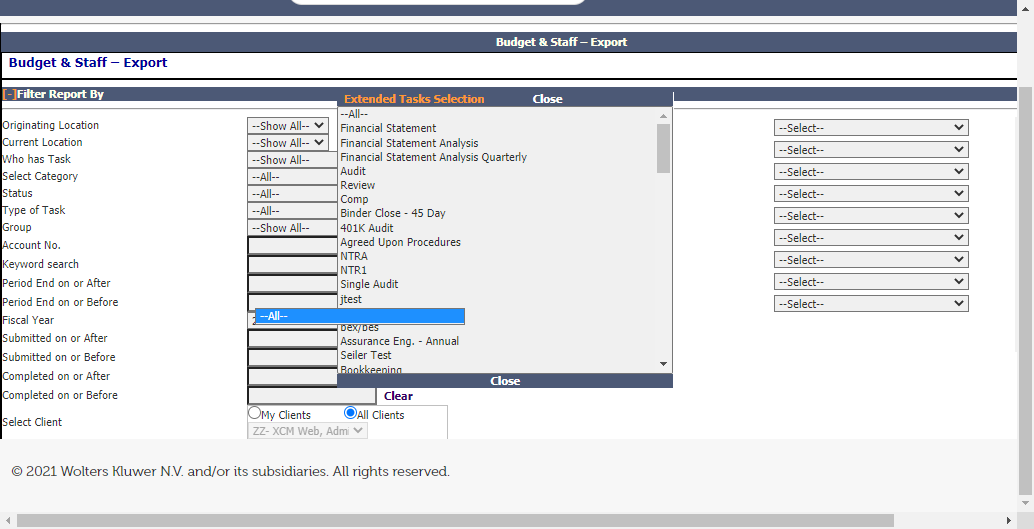 Budget & Staff – Export
Budget & Staff – Export
[-]Filter Report By
Extended Tasks Selection Close
--All--
Financial Statement
Financial Statement Analysis
Financial Statement Analysis Quarterly
Audit
Review
Comp
Binder Close - 45 Day
401K Audit
Agreed Upon Procedures
NTRA
NTR1
Single Audit
jtest
--All--
bex/bes
Assurance Eng. - Annual
Seiler Test
Bookkeeping
Close
Originating Location --Show All--
Current Location --Show All--
Who has Task --Show All--
Select Category --All--
Status --All--
Type of Task --All--
Group --Show All--
Account No.
Keyword search
Period End on or After
Period End on or Before
Fiscal Year
Submitted on or After
Submitted on or Before
Completed on or After
Completed on or Before Clear
Select Client My Clients All Clients
ZZ- XCM Web, Admi
--Select--
--Select--
--Select--
--Select--
--Select--
--Select--
--Select--
--Select--
--Select--
© 2021 Wolters Kluwer N.V. and/or its subsidiaries. All rights reserved.